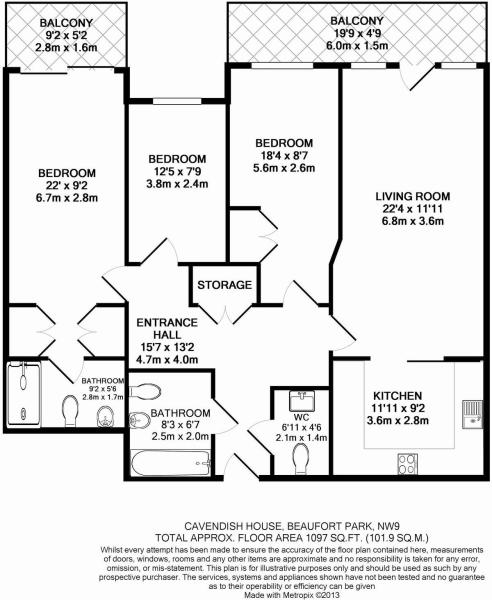 BALCONY
9'2 x 5'2
2.8m x 1.6m
BALCONY
19'9 x 4'9
6.0m x 1.5m
BEDROOM
22' x 9'2
6.7m x 2.8m
BEDROOM
12'5 x 7'9
3.8m x 2.4m
BEDROOM
18'4 x 8'7
5.6m x 2.6m
LIVING ROOM
22'4 x 11'11
6.8m x 3.6m
STORAGE
ENTRANCE
HALL
15'7 x 13'2
4.7m x 4.0m
BATHROOM
9'2 x 5'6
2.8m x 1.7m
BATHROOM
8'3 x 6'7
2.5m x 2.0m
WC
6'11 x 4'6
2.1m x 1.4m
KITCHEN
11'11 x 9'2
3.6m x 2.8m
CAVENDISH HOUSE, BEAUFORT PARK, NW9
TOTAL APPROX. FLOOR AREA 1097 SQ.FT. (101.9 SQ.M.)
Whilst every attempt has been made to ensure the accuracy of the floor plan contained here, measurements
of doors, windows, rooms and any other items are approximate and no responsibility is taken for any error,
omission, or mis-statement. This plan is for illustrative purposes only and should be used as such by any
prospective purchaser. The services, systems and appliances shown have not been tested and no guarantee
as to their operability or efficiency can be given
Made with Metropix ©2013